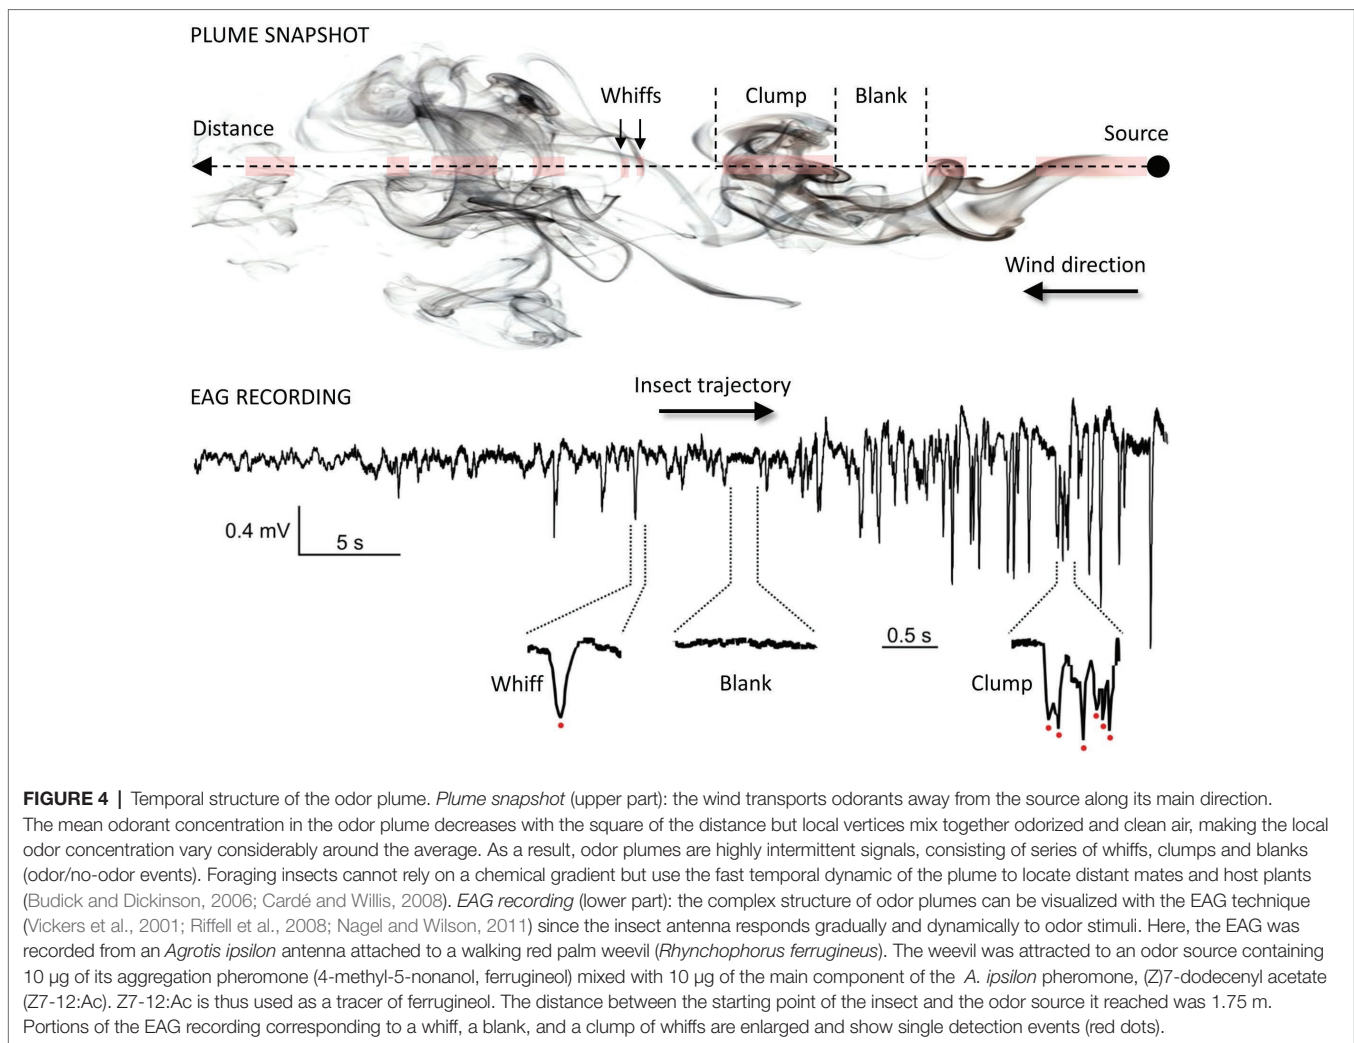 PLUME SNAPSHOT
Whiffs
Clump
Blank
Distance
Source
Wind direction
EAG RECORDING
Insect trajectory
0.4 mV
5 s
0.5 s
Whiff
Blank
Clump
FIGURE 4 | Temporal structure of the odor plume. Plume snapshot (upper part): the wind transports odorants away from the source along its main direction.
The mean odorant concentration in the odor plume decreases with the square of the distance but local vertices mix together odorized and clean air, making the local
odor concentration vary considerably around the average. As a result, odor plumes are highly intermittent signals, consisting of series of whiffs, clumps and blanks
(odor/no-odor events). Foraging insects cannot rely on a chemical gradient but use the fast temporal dynamic of the plume to locate distant mates and host plants
(Budick and Dickinson, 2006; Cardé and Willis, 2008). EAG recording (lower part): the complex structure of odor plumes can be visualized with the EAG technique
(Vickers et al., 2001; Riffell et al., 2008; Nagel and Wilson, 2011) since the insect antenna responds gradually and dynamically to odor stimuli. Here, the EAG was
recorded from an Agrotis ipsilon antenna attached to a walking red palm weevil (Rhynchophorus ferrugineus). The weevil was attracted to an odor source containing
10 μg of its aggregation pheromone (4-methyl-5-nonanol, ferrugineol) mixed with 10 μg of the main component of the A. ipsilon pheromone, (Z)7-dodecenyl acetate
(Z7-12:Ac). Z7-12:Ac is thus used as a tracer of ferrugineol. The distance between the starting point of the insect and the odor source it reached was 1.75 m.
Portions of the EAG recording corresponding to a whiff, a blank, and a clump of whiffs are enlarged and show single detection events (red dots).